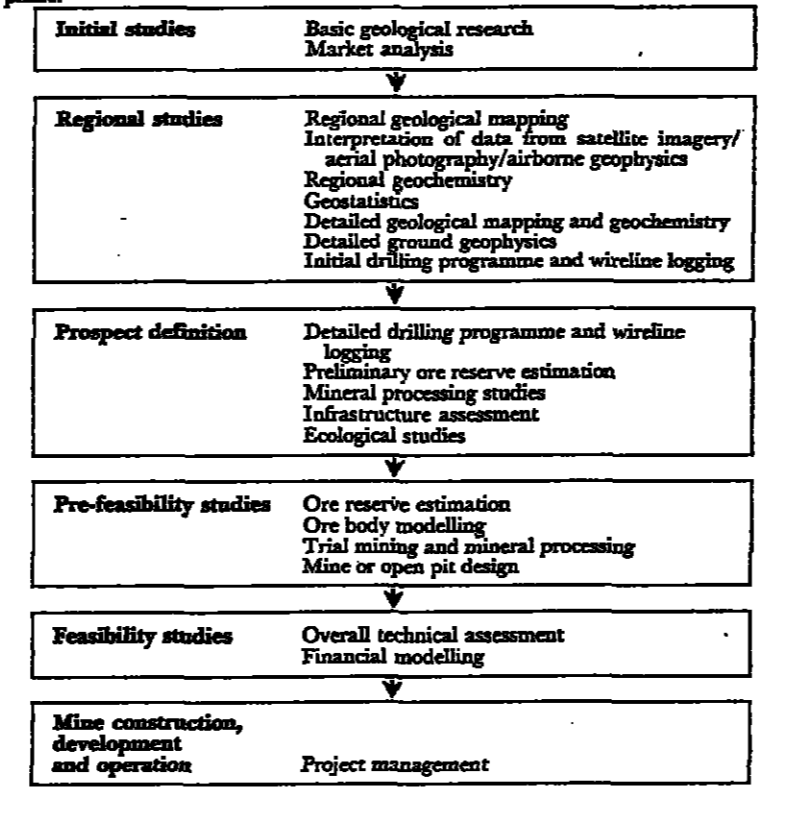 Initial studies Basic geological research
Market analysis
Regional studies Regional geological mapping
Interpretation of data from satellite imagery/
aerial photography/airborne geophysics
Regional geochemistry
Geostatistics
Detailed geological mapping and geochemistry
Detailed ground geophysics
Initial drilling programme and wireline logging
Prospect definition Detailed drilling programme and wireline
logging
Preliminary ore reserve estimation
Mineral processing studies
Infrastructure assessment
Ecological studies
Pre-feasibility studies Ore reserve estimation
Ore body modelling
Trial mining and mineral processing
Mine or open pit design
Feasibility studies Overall technical assessment
Financial modelling
Mine construction,
development
and operation Project management